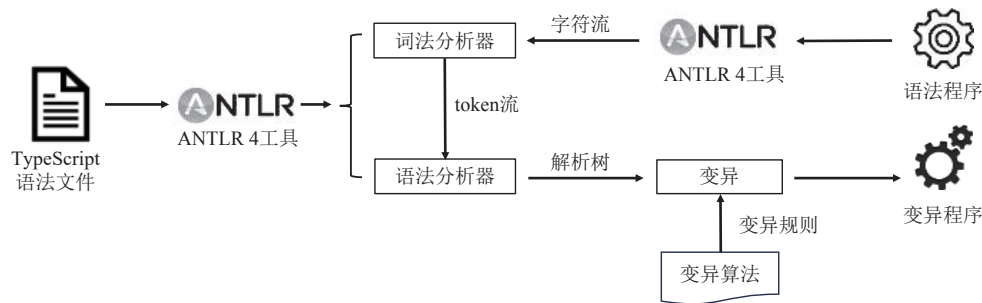 TypeScript
语法文件
ANTLR
ANTLR 4工具
词法分析器
token流
语法分析器
字符流
ANTLR
ANTLR 4工具
语法程序
解析树
变异
变异程序
变异规则
变异算法